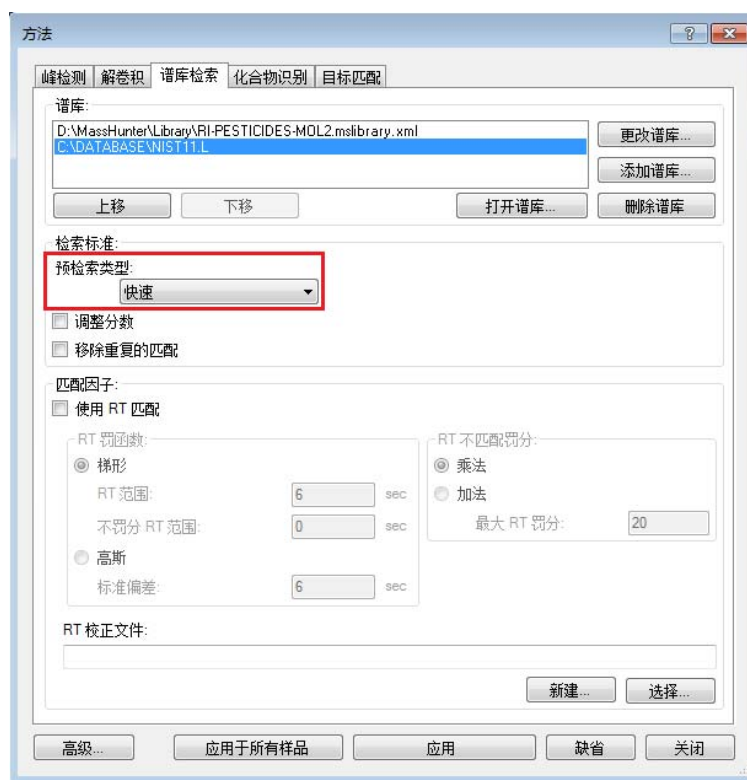 方法
峰检测 解卷积 谱库检索 化合物识别 目标匹配
谱库:
D:\MassHunter\Library\RI-PESTICIDES-MOL2.mslibrary.xml
C:\DATABASE\NIST11.L
更改谱库...
添加谱库...
上移 下移 打开谱库... 删除谱库
检索标准:
预检索类型:
快速
调整分数
移除重复的匹配
匹配因子:
使用 RT 匹配
RT 罚函数: RT 不匹配罚分:
梯形 乘法
RT 范围: 6 sec 加法
不罚分 RT 范围: 0 sec 最大 RT 罚分: 20
高斯
标准偏差: 6 sec
RT 校正文件:
新建... 选择...
高级... 应用于所有样品 应用 缺省 关闭